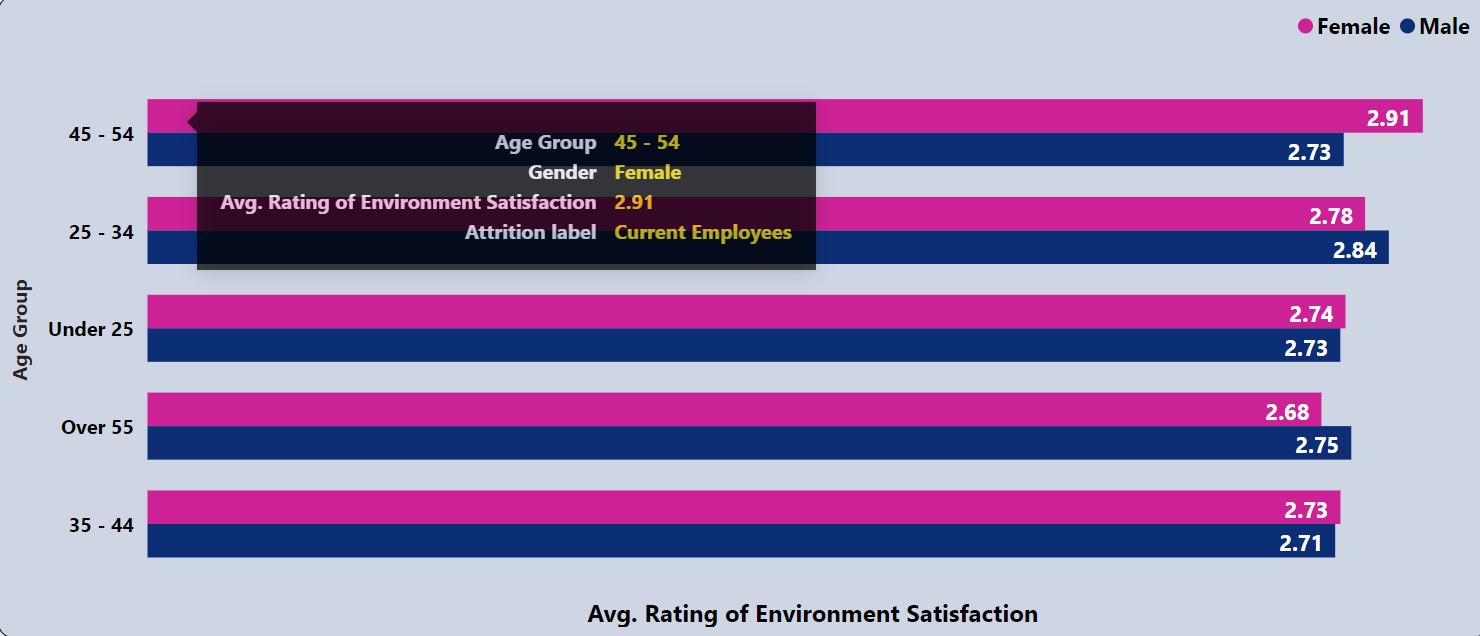 Female Male
45 - 54
2.91
2.73
Age Group 45 - 54
Gender Female
Avg. Rating of Environment Satisfaction 2.91
Attrition label Current Employees
25 - 34
2.78
2.84
Age Group
Under 25
2.74
2.73
Over 55
2.68
2.75
35 - 44
2.73
2.71
Avg. Rating of Environment Satisfaction